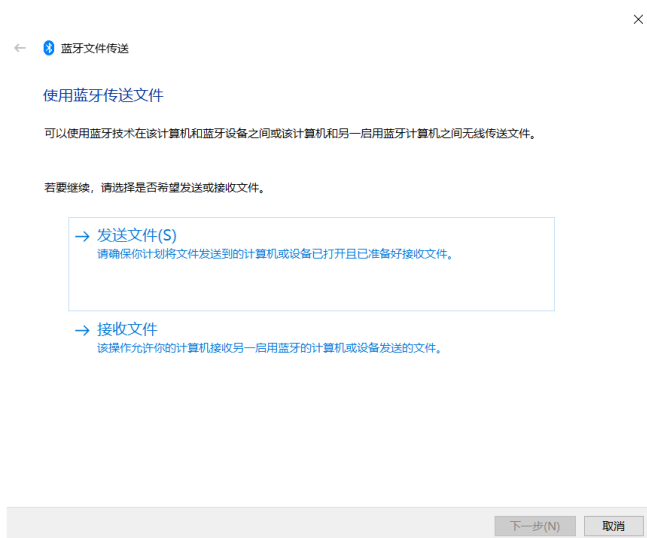 蓝牙文件传送
使用蓝牙传送文件
可以使用蓝牙技术在该计算机和蓝牙设备之间或该计算机和另一启用蓝牙计算机之间无线传送文件。
若要继续，请选择是否希望发送或接收文件。
发送文件(S)
请确保你计划将文件发送到的计算机或设备已打开且已准备好接收文件。
接收文件
该操作允许你的计算机接收另一启用蓝牙的计算机或设备发送的文件。
下一步(N) 取消